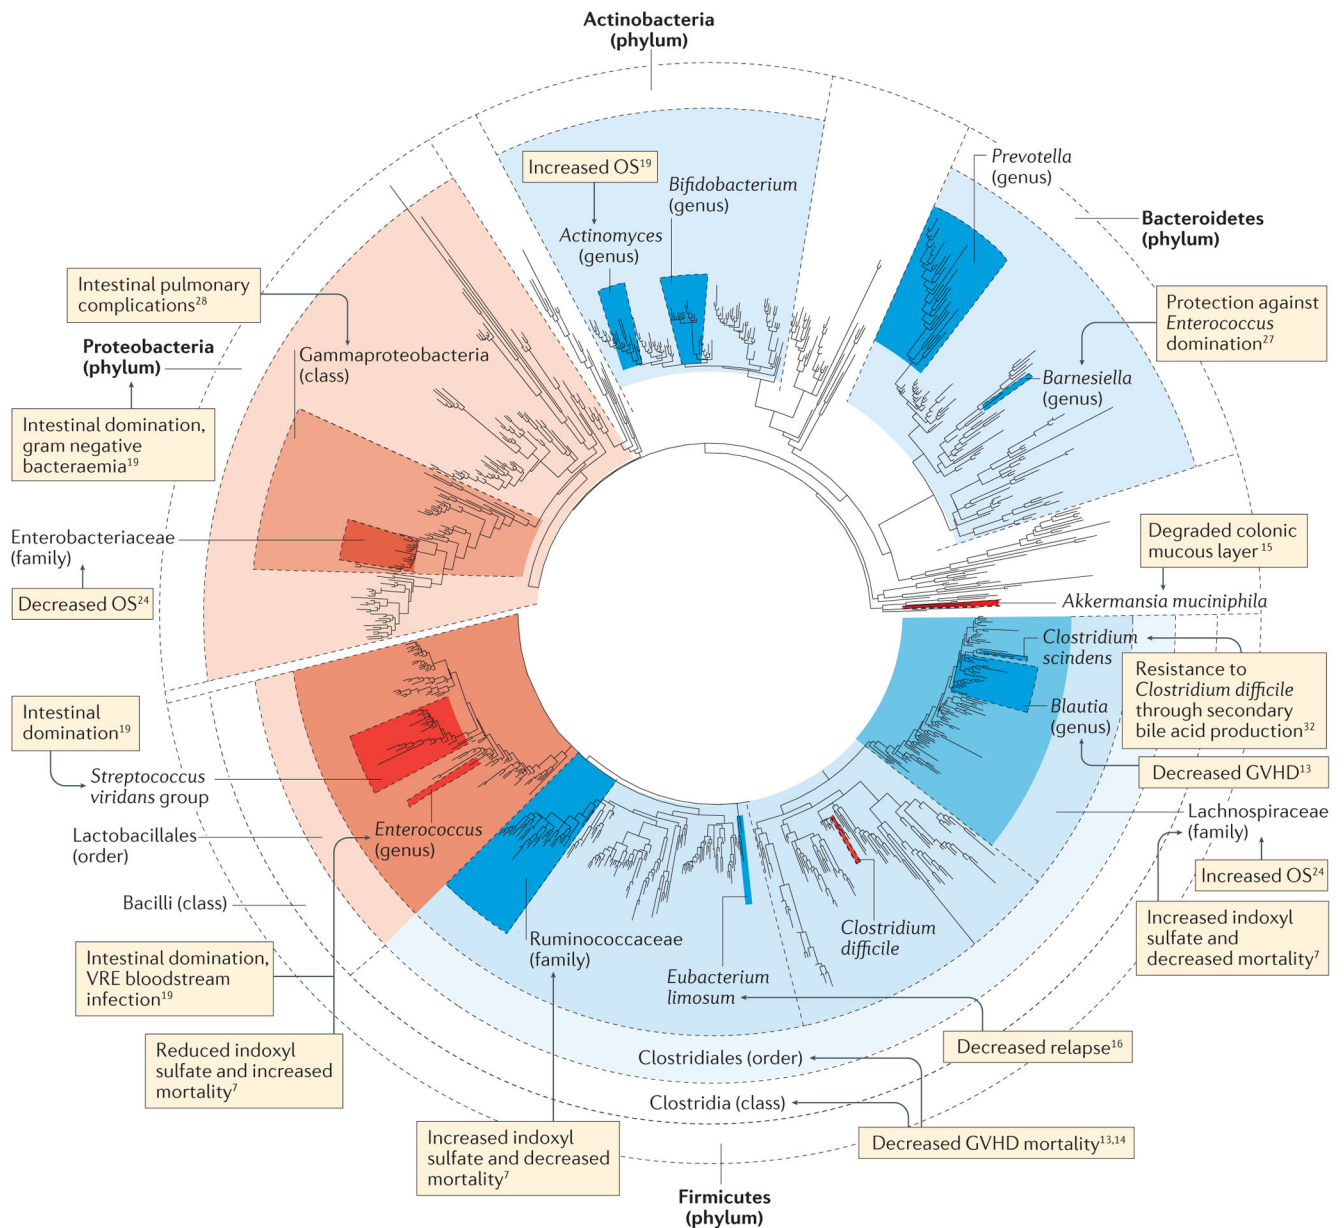 Actinobacteria
(phylum)
Increased OS19
Bifidobacterium
(genus)
Actinomyces
(genus)
Prevotella
(genus)
Bacteroidetes
(phylum)
Protection against
Enterococcus
domination27
Barnesiella
(genus)
Intestinal pulmonary
complications28
Gammaproteobacteria
(class)
Proteobacteria
(phylum)
Intestinal domination,
gram negative
bacteraemia19
Enterobacteriaceae
(family)
Decreased OS24
Degraded colonic
mucous layer15
Akkermansia muciniphila
Clostridium
scindens
Resistance to
Clostridium difficile
through secondary
bile acid production32
Blautia
(genus)
Decreased GVHD13
Lachnospiraceae
(family)
Increased OS24
Increased indoxyl
sulfate and
decreased mortality7
Intestinal
domination19
Streptococcus
viridans group
Lactobacillales
(order)
Enterococcus
(genus)
Bacilli (class)
Intestinal domination,
VRE bloodstream
infection19
Reduced indoxyl
sulfate and increased
mortality7
Ruminococcaceae
(family)
Eubacterium
limosum
Clostridium
difficile
Decreased relapse16
Clostridiales (order)
Clostridia (class)
Decreased GVHD mortality13,14
Increased indoxyl
sulfate and decreased
mortality7
Firmicutes
(phylum)